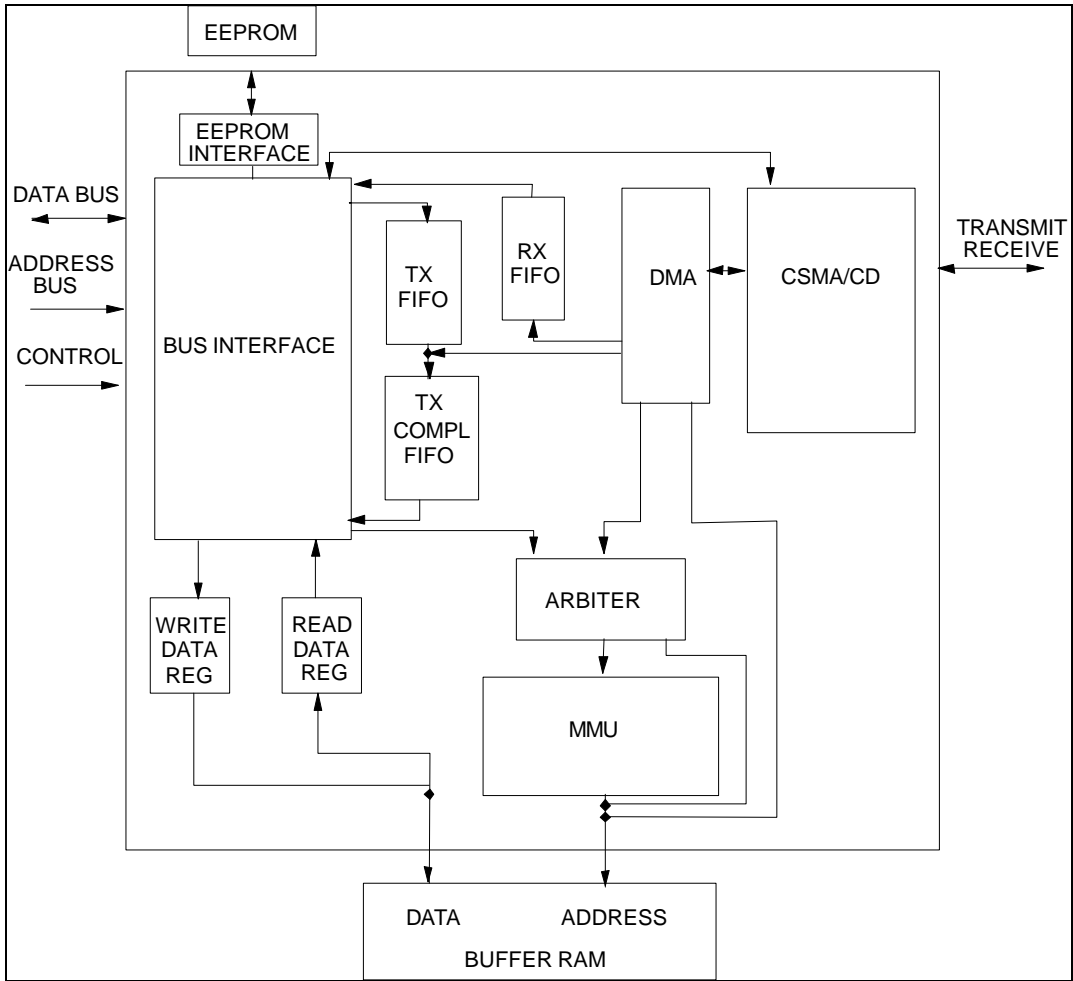 EEPROM
EEPROM
INTERFACE
DATA BUS
ADDRESS
BUS
CONTROL
BUS INTERFACE
TX
FIFO
RX
FIFO
DMA
CSMA/CD
TRANSMIT
RECEIVE
TX
COMPL
FIFO
ARBITER
WRITE
DATA
REG
READ
DATA
REG
MMU
DATA
ADDRESS
BUFFER RAM